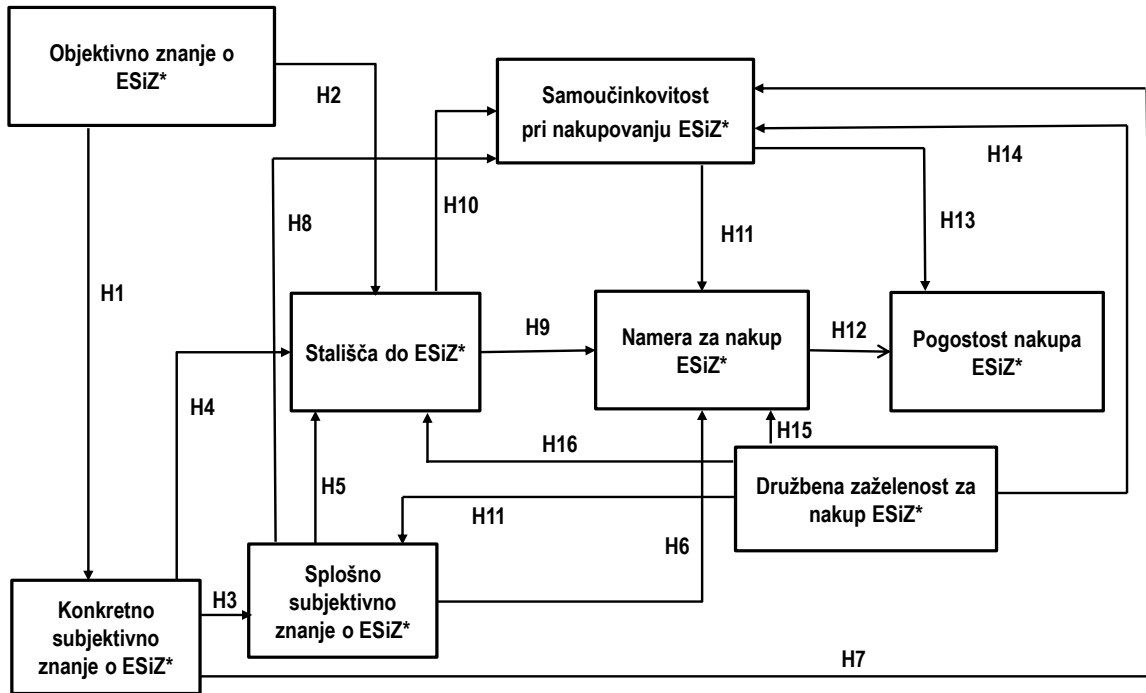 Objektivno znanje o
ESiZ*
H2
Samoučinkovitost
pri nakupovanju ESiZ*
H14
H8
H10
H11
H13
H1
Stališča do ESiZ*
H9
Namera za nakup
ESiZ*
H12
Pogostost nakupa
ESiZ*
H4
H16
H15
H5
H11
H6
Družbena zaželenost za
nakup ESiZ*
Konkretno
subjektivno
znanje o ESiZ*
H3
Splošno
subjektivno
znanje o ESiZ*
H7